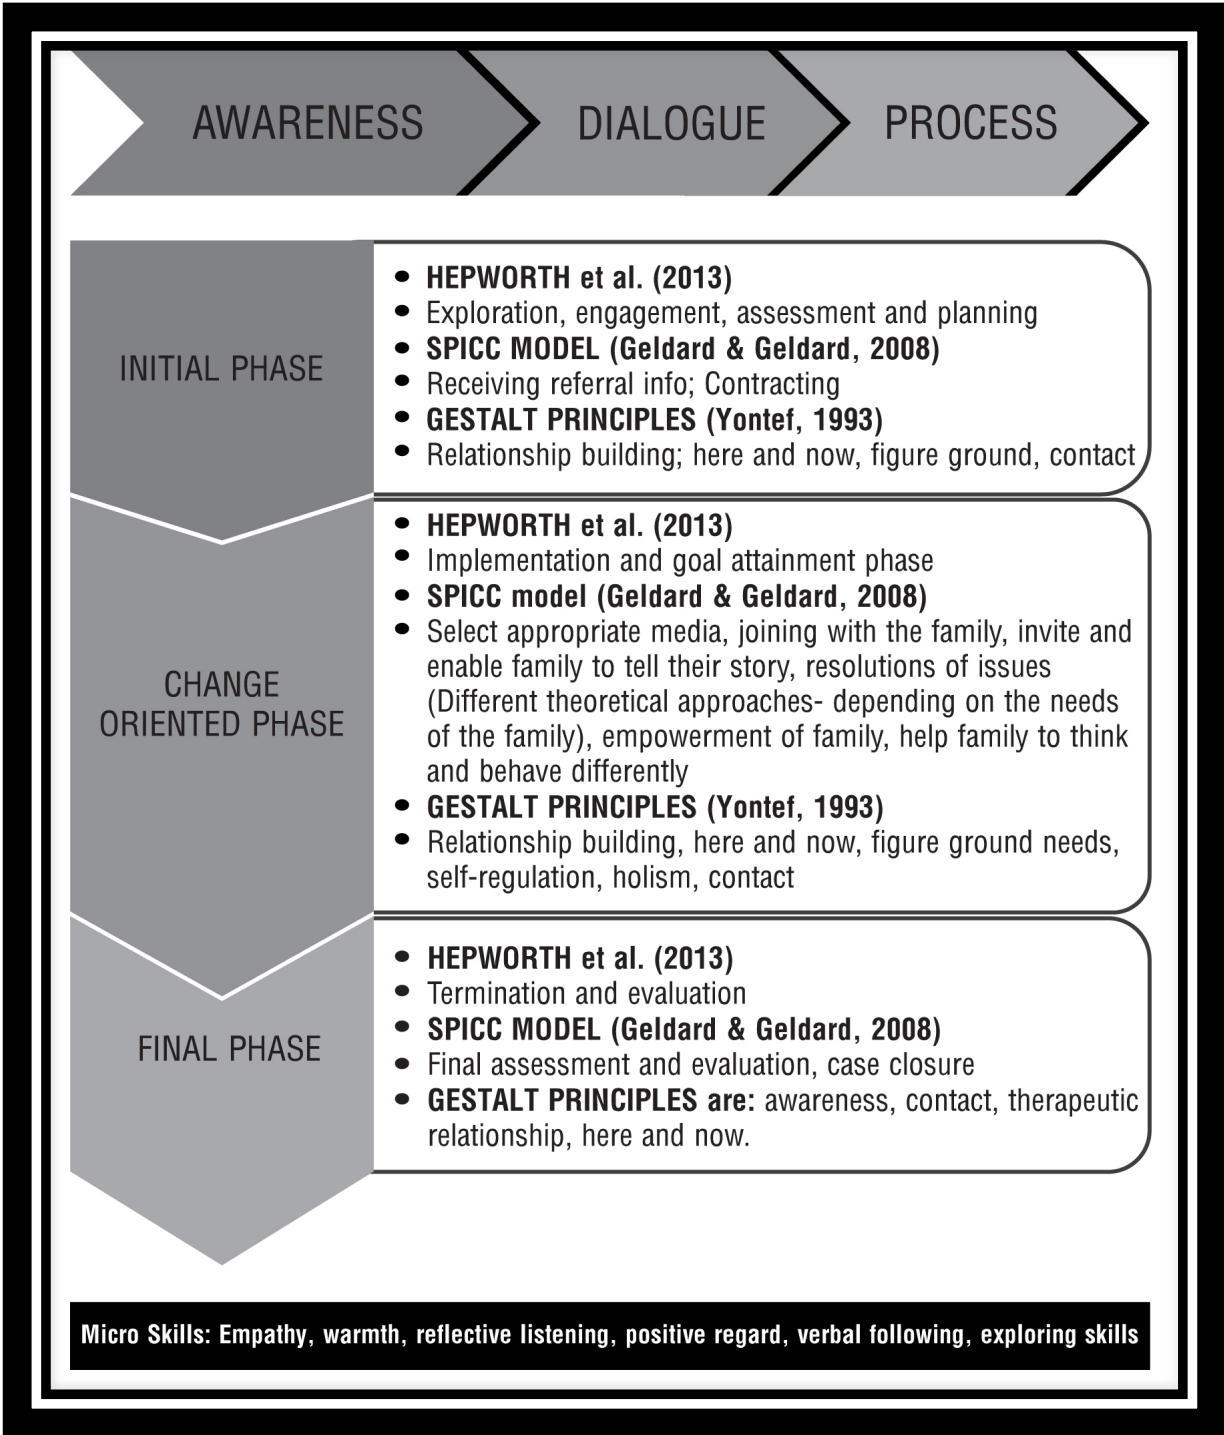 AWARENESS
DIALOGUE
PROCESS
INITIAL PHASE
• HEPWORTH et al. (2013)
• Exploration, engagement, assessment and planning
• SPICC MODEL (Geldard & Geldard, 2008)
• Receiving referral info; Contracting
• GESTALT PRINCIPLES (Yontef, 1993)
• Relationship building; here and now, figure ground, contact
CHANGE
ORIENTED PHASE
• HEPWORTH et al. (2013)
• Implementation and goal attainment phase
• SPICC model (Geldard & Geldard, 2008)
• Select appropriate media, joining with the family, invite and
enable family to tell their story, resolutions of issues
(Different theoretical approaches- depending on the needs
of the family), empowerment of family, help family to think
and behave differently
• GESTALT PRINCIPLES (Yontef, 1993)
• Relationship building, here and now, figure ground needs,
self-regulation, holism, contact
FINAL PHASE
• HEPWORTH et al. (2013)
• Termination and evaluation
• SPICC MODEL (Geldard & Geldard, 2008)
• Final assessment and evaluation, case closure
• GESTALT PRINCIPLES are: awareness, contact, therapeutic
relationship, here and now.
Micro Skills: Empathy, warmth, reflective listening, positive regard, verbal following, exploring skills